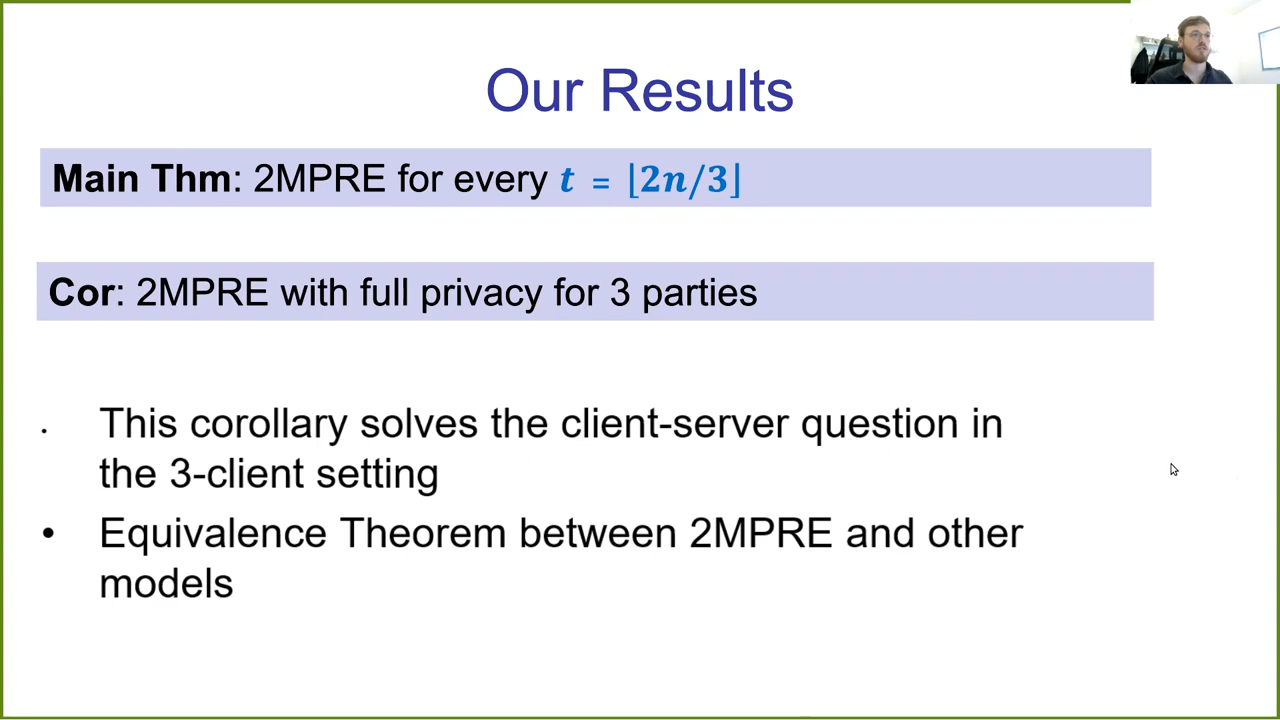 Our Results
Main Thm: 2MPRE for every t = ⌊2n/3⌋
Cor: 2MPRE with full privacy for 3 parties
• This corollary solves the client-server question in
the 3-client setting
• Equivalence Theorem between 2MPRE and other
models